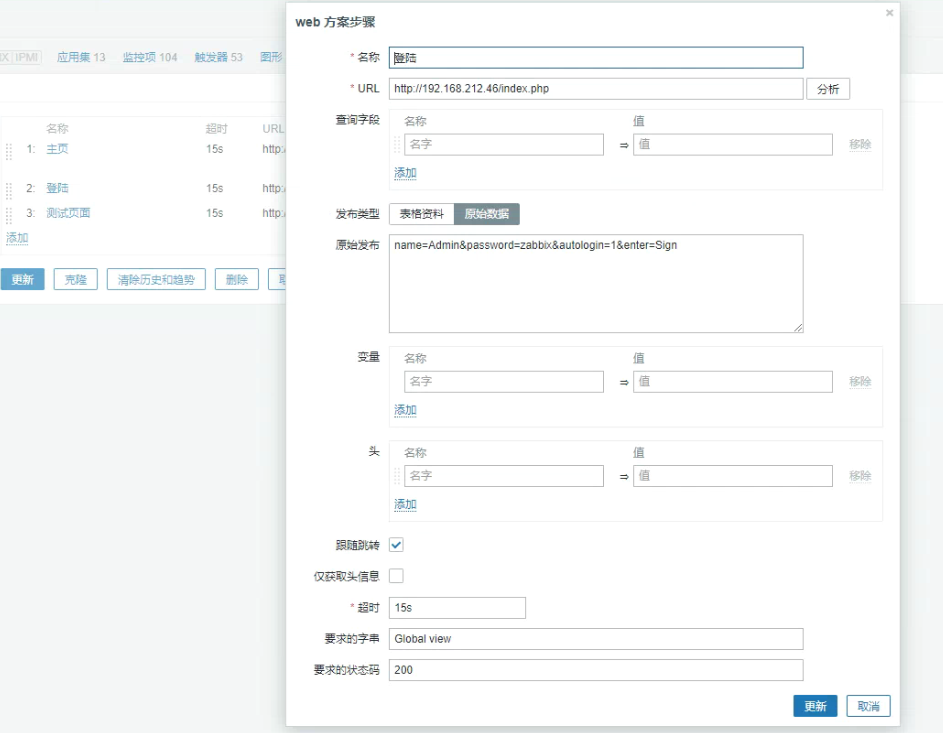 web 方案步骤
IX | IPMI
应用集 13 监控项 104 触发器 53 图形
名称 超时 URL
1: 主页 15s http:/
2: 登陆 15s http:/
3: 测试页面 15s http:/
添加
更新 克隆 清除历史和趋势 删除 取
* 名称 登陆
* URL http://192.168.212.46/index.php 分析
查询字段 名称 值
名字 ⇒ 值 移除
添加
发布类型 表格资料 原始数据
原始发布 name=Admin&password=zabbix&autologin=1&enter=Sign
变量 名称 值
名字 ⇒ 值 移除
添加
头 名称 值
名字 ⇒ 值 移除
添加
跟随跳转
仅获取头信息
* 超时 15s
要求的字串 Global view
要求的状态码 200
更新 取消